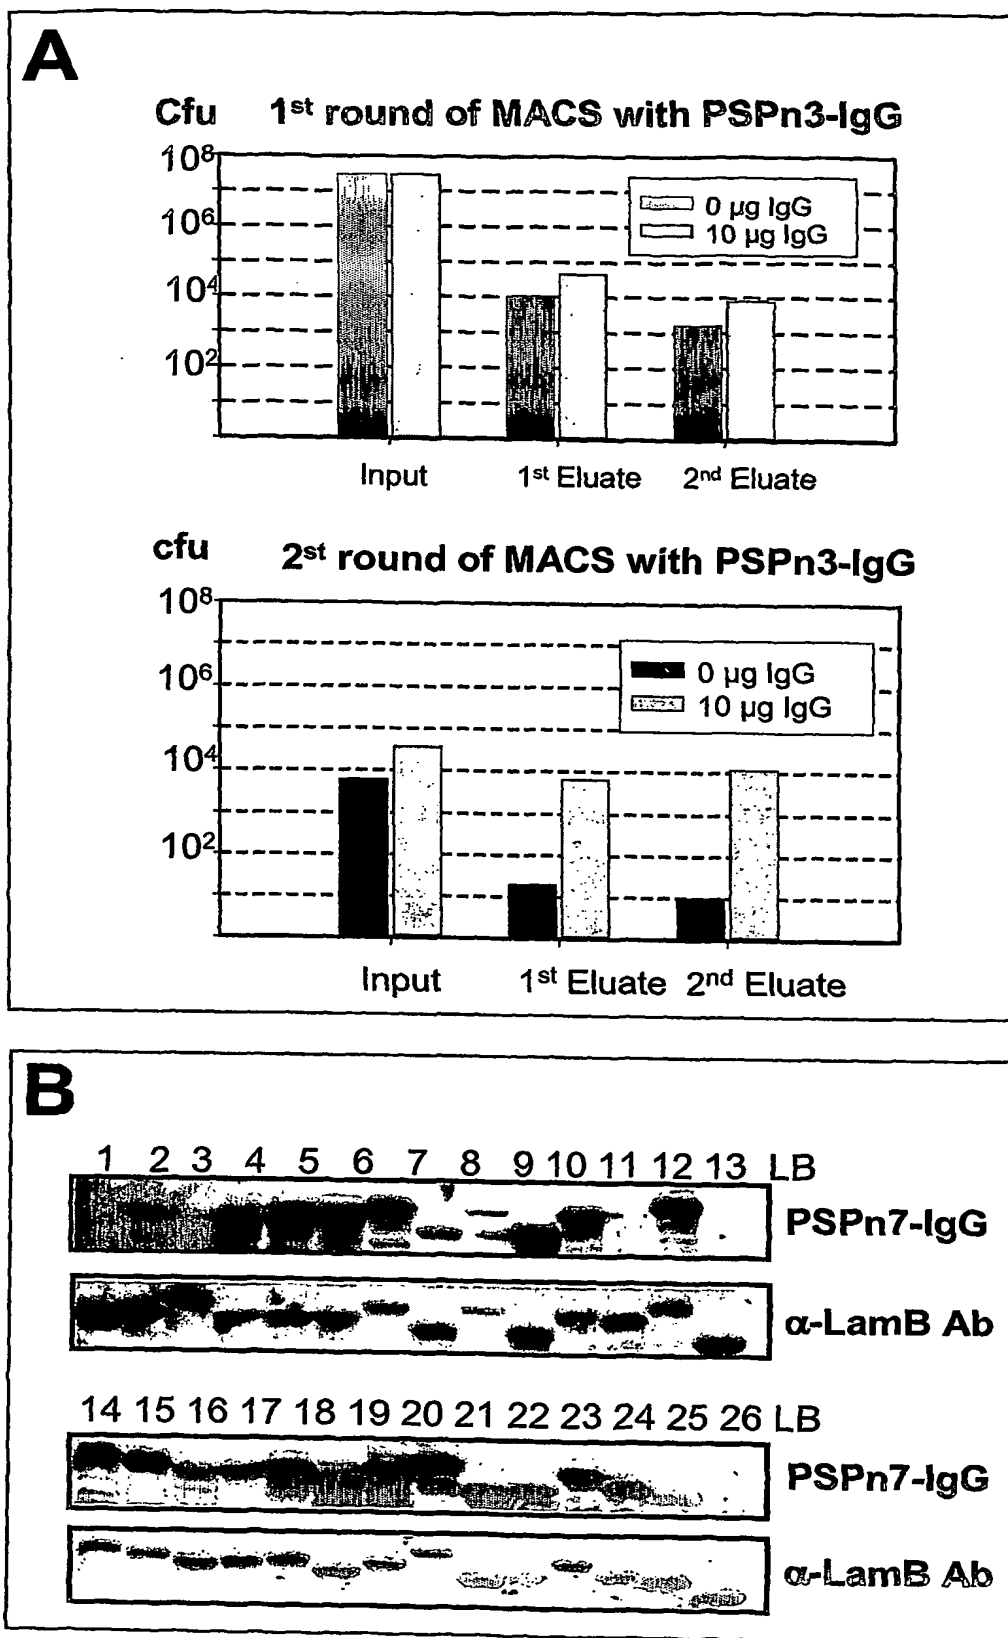 A
Cfu 1st round of MACS with PSPn3-IgG
10^8
10^6
10^4
10^2
0 µg IgG
10 µg IgG
Input 1st Eluate 2nd Eluate
cfu 2st round of MACS with PSPn3-IgG
10^8
10^6
10^4
10^2
0 µg IgG
10 µg IgG
Input 1st Eluate 2nd Eluate
B
1 2 3 4 5 6 7 8 9 10 11 12 13 LB
PSPn7-IgG
α-LamB Ab
14 15 16 17 18 19 20 21 22 23 24 25 26 LB
PSPn7-IgG
α-LamB Ab